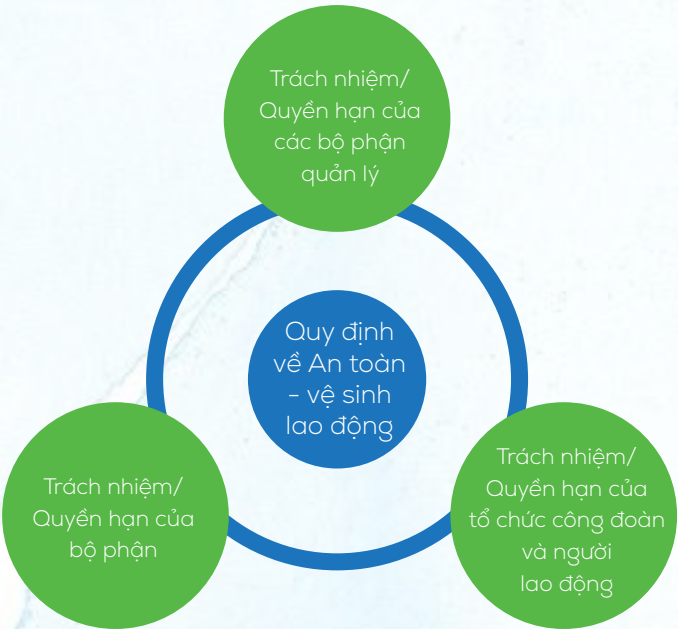 Trách nhiệm/
Quyền hạn của
các bộ phận
quản lý
Quy định
về An toàn
- vệ sinh
lao động
Trách nhiệm/
Quyền hạn của
bộ phận
Trách nhiệm/
Quyền hạn của
tổ chức công đoàn
và người
lao động